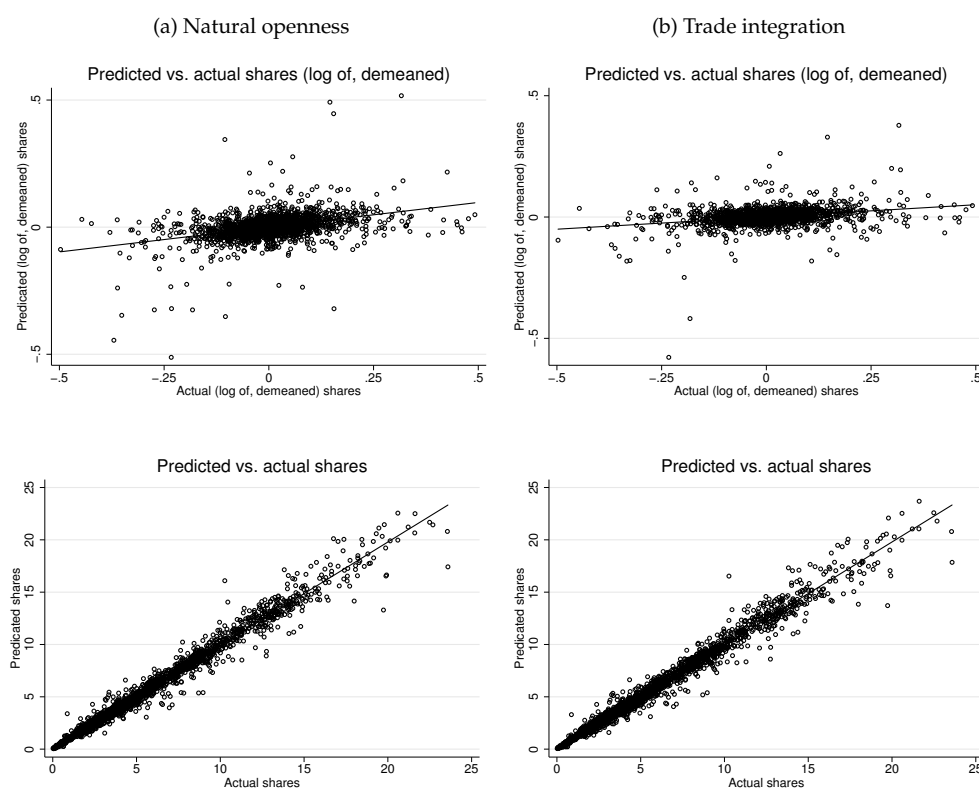 (a) Natural openness
(b) Trade integration
Predicted vs. actual shares (log of, demeaned)
Predicated (log of, demeaned) shares
.5
0
-.5
-.5
-.25
0
.25
.5
Actual (log of, demeaned) shares
Predicted vs. actual shares (log of, demeaned)
Predicated (log of, demeaned) shares
.5
0
-.5
-.5
-.25
0
.25
.5
Actual (log of, demeaned) shares
Predicted vs. actual shares
Predicated shares
25
20
15
10
5
0
0
5
10
15
20
25
Actual shares
Predicted vs. actual shares
Predicated shares
25
20
15
10
5
0
0
5
10
15
20
25
Actual shares